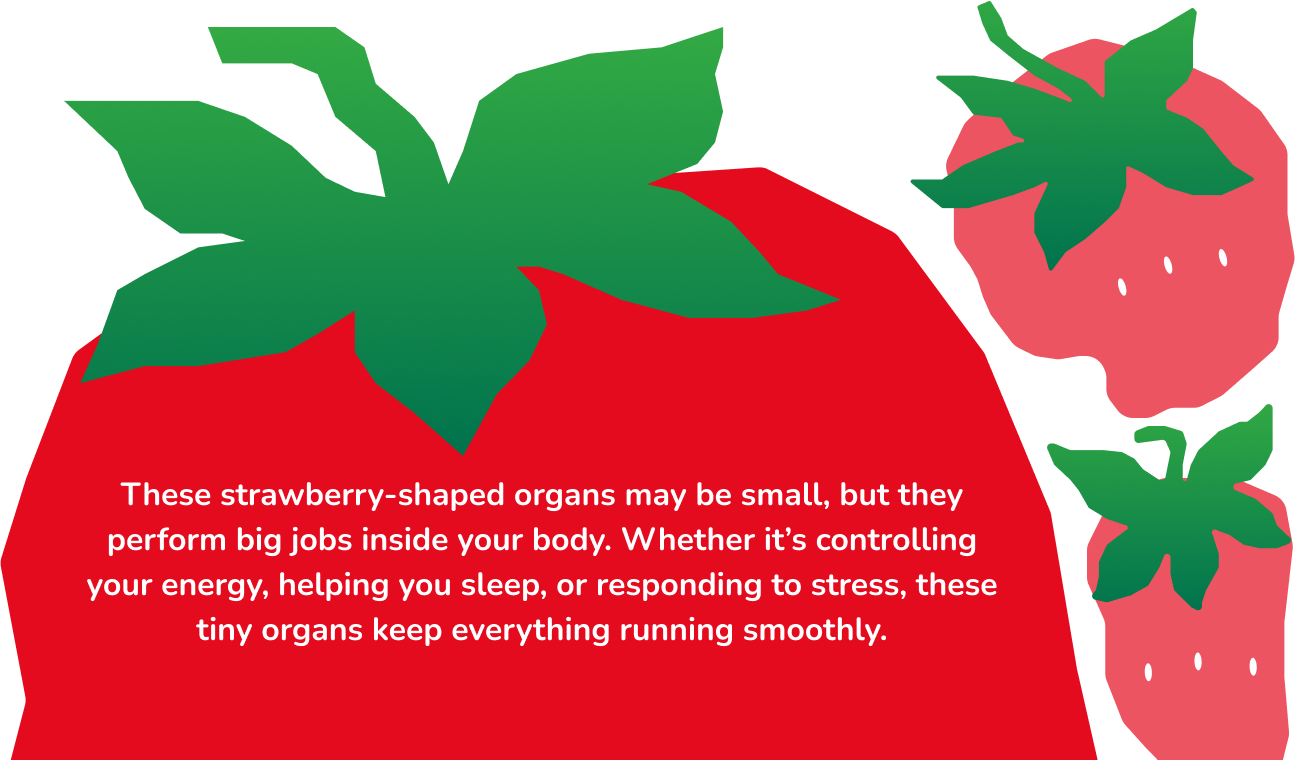 These strawberry-shaped organs may be small, but they
perform big jobs inside your body. Whether it’s controlling
your energy, helping you sleep, or responding to stress, these
tiny organs keep everything running smoothly.